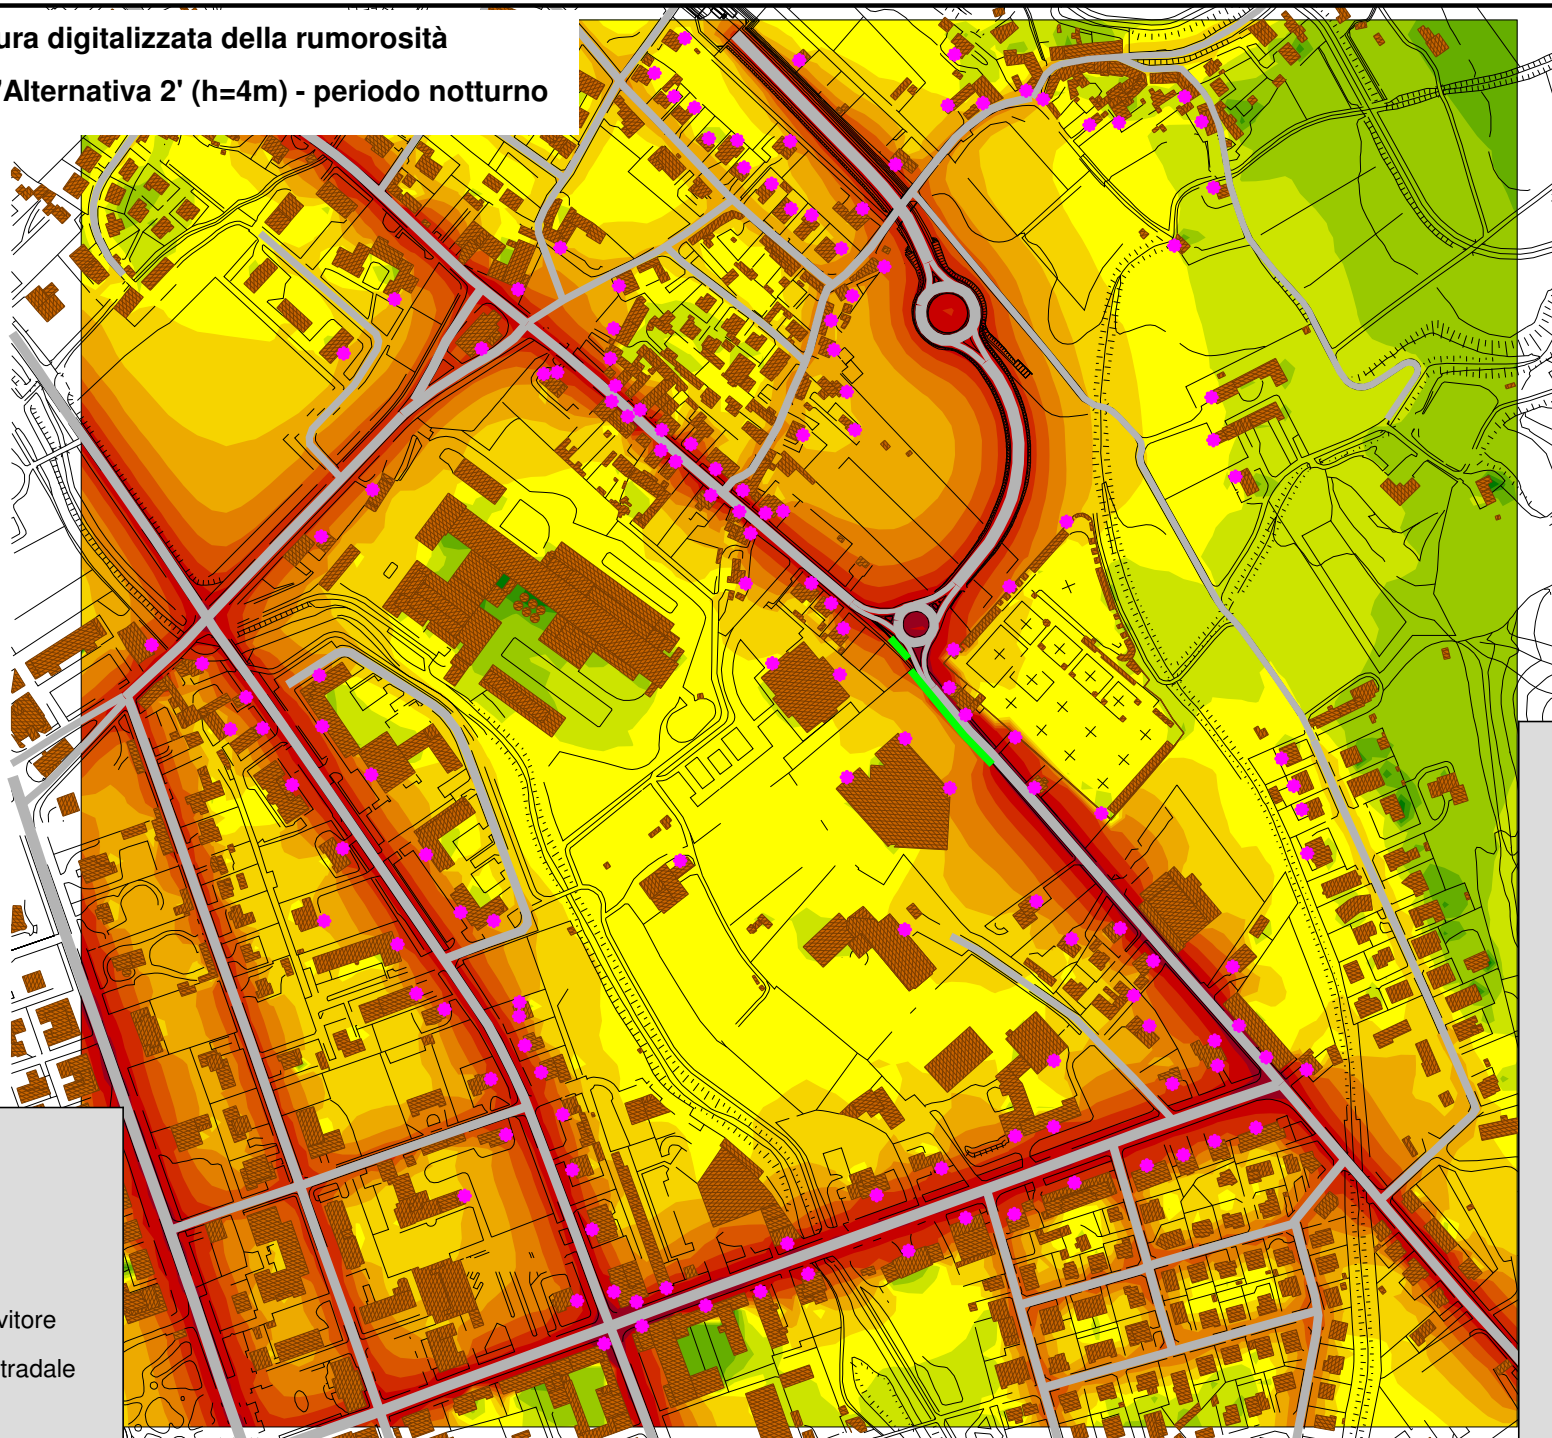 ura digitalizzata della rumorosità
'Alternativa 2' (h=4m) - periodo notturno
vitore
tradale